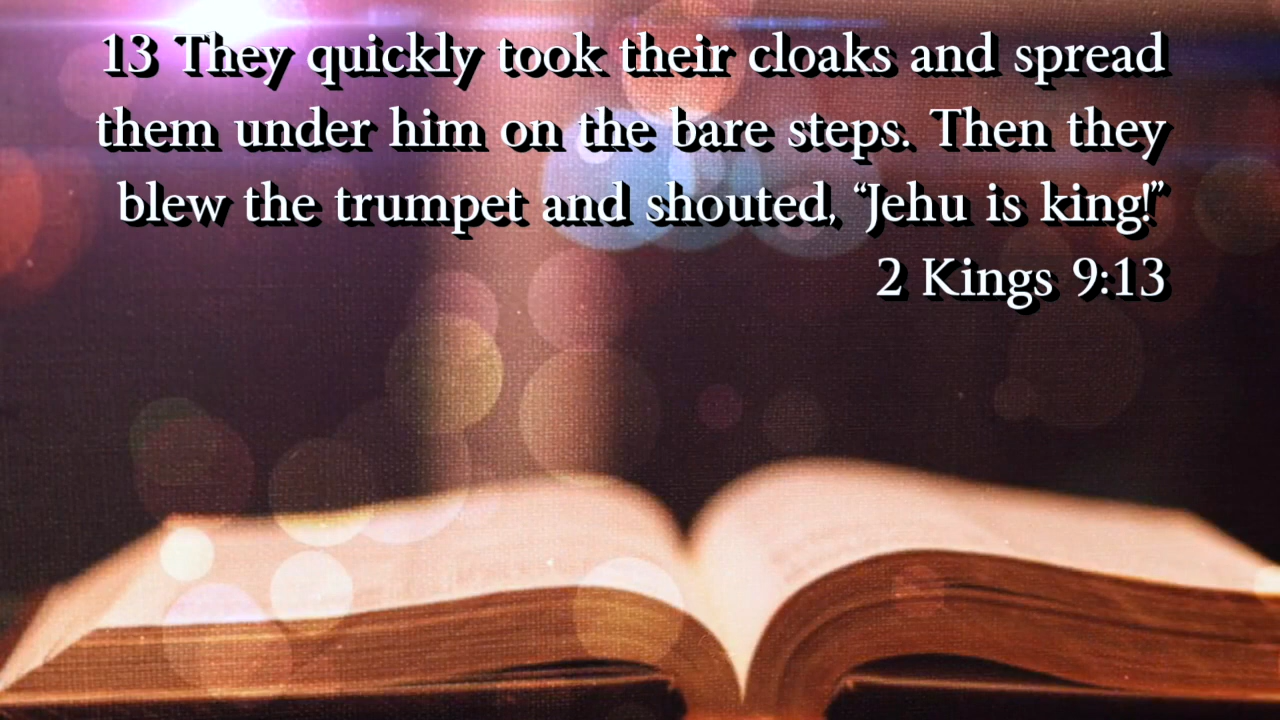 13 They quickly took their cloaks and spread
them under him on the bare steps. Then they
blew the trumpet and shouted, “Jehu is king!”
2 Kings 9:13